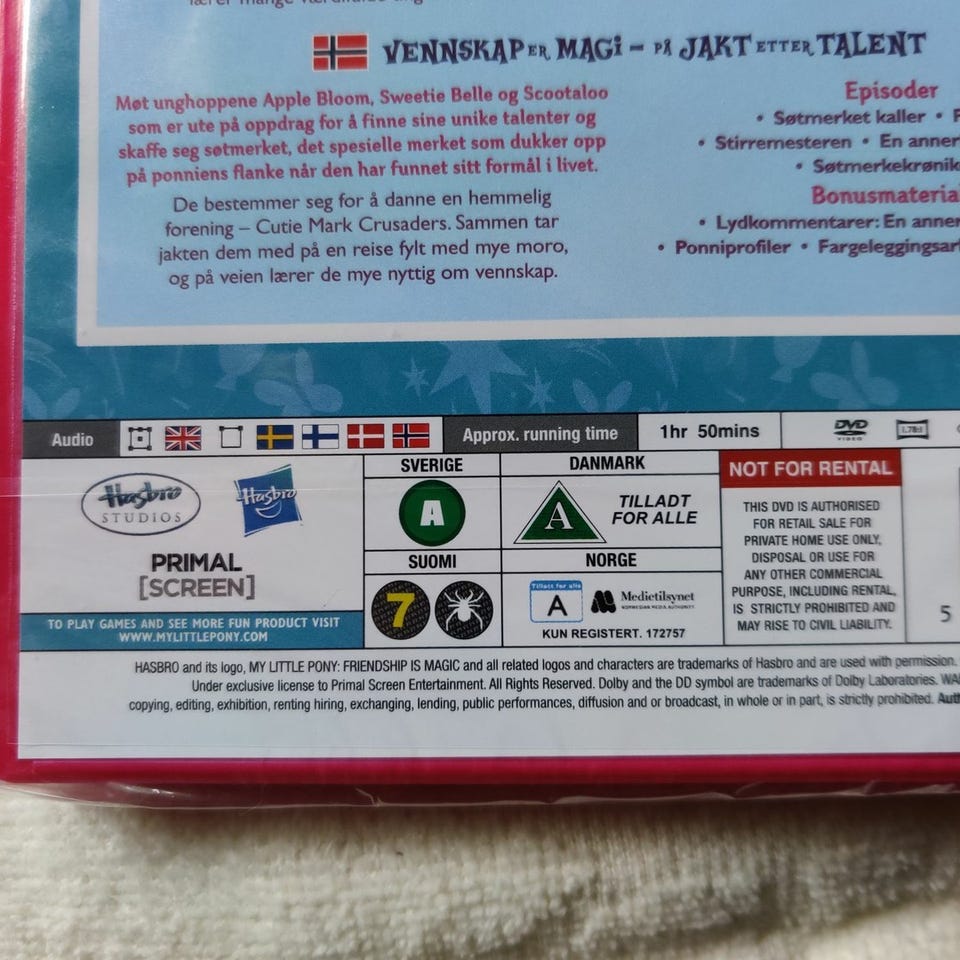 VENNSKAP ER MAGi – PÅ JAKT ETTER TALENT
Møt unghoppene Apple Bloom, Sweetie Belle og Scootaloo
som er ute på oppdrag for å finne sine unike talenter og
skaffe seg søtmerket, det spesielle merket som dukker opp
på ponniens flanke når den har funnet sitt formål i livet.
De bestemmer seg for å danne en hemmelig
forening – Cutie Mark Crusaders. Sammen tar
jakten dem med på en reise fylt med mye moro,
og på veien lærer de mye nyttig om vennskap.
Episoder
• Søtmerket kaller •
• Stirremesteren • En
•
Bonusmaterial
• Lydkommentarer: En
• Ponniprofiler •
Audio
Approx. running time
1hr 50mins
DVD
VIDEO
1.78:1
Hasbro
STUDIOS
Hasbro
PRIMAL
[SCREEN]
TO PLAY GAMES AND SEE MORE FUN PRODUCT VISIT
WWW.MYLITTLEPONY.COM
SVERIGE
A
DANMARK
A
TILLADT
FOR ALLE
SUOMI
7
NORGE
Tillatt for alle
A
Medietilsynet
NORWEGIAN MEDIA AUTHORITY
KUN REGISTERT. 172757
NOT FOR RENTAL
THIS DVD IS AUTHORISED
FOR RETAIL SALE FOR
PRIVATE HOME USE ONLY,
DISPOSAL OR USE FOR
ANY OTHER COMMERCIAL
PURPOSE, INCLUDING RENTAL,
IS STRICTLY PROHIBITED AND
MAY RISE TO CIVIL LIABILITY.
5
HASBRO and its logo, MY LITTLE PONY: FRIENDSHIP IS MAGIC and all related logos and characters are trademarks of Hasbro and are used with permission.
Under exclusive license to Primal Screen Entertainment. All Rights Reserved. Dolby and the DD symbol are trademarks of Dolby Laboratories.
copying, editing, exhibition, renting hiring, exchanging, lending, public performances, diffusion and or broadcast, in whole or in part, is strictly prohibited.